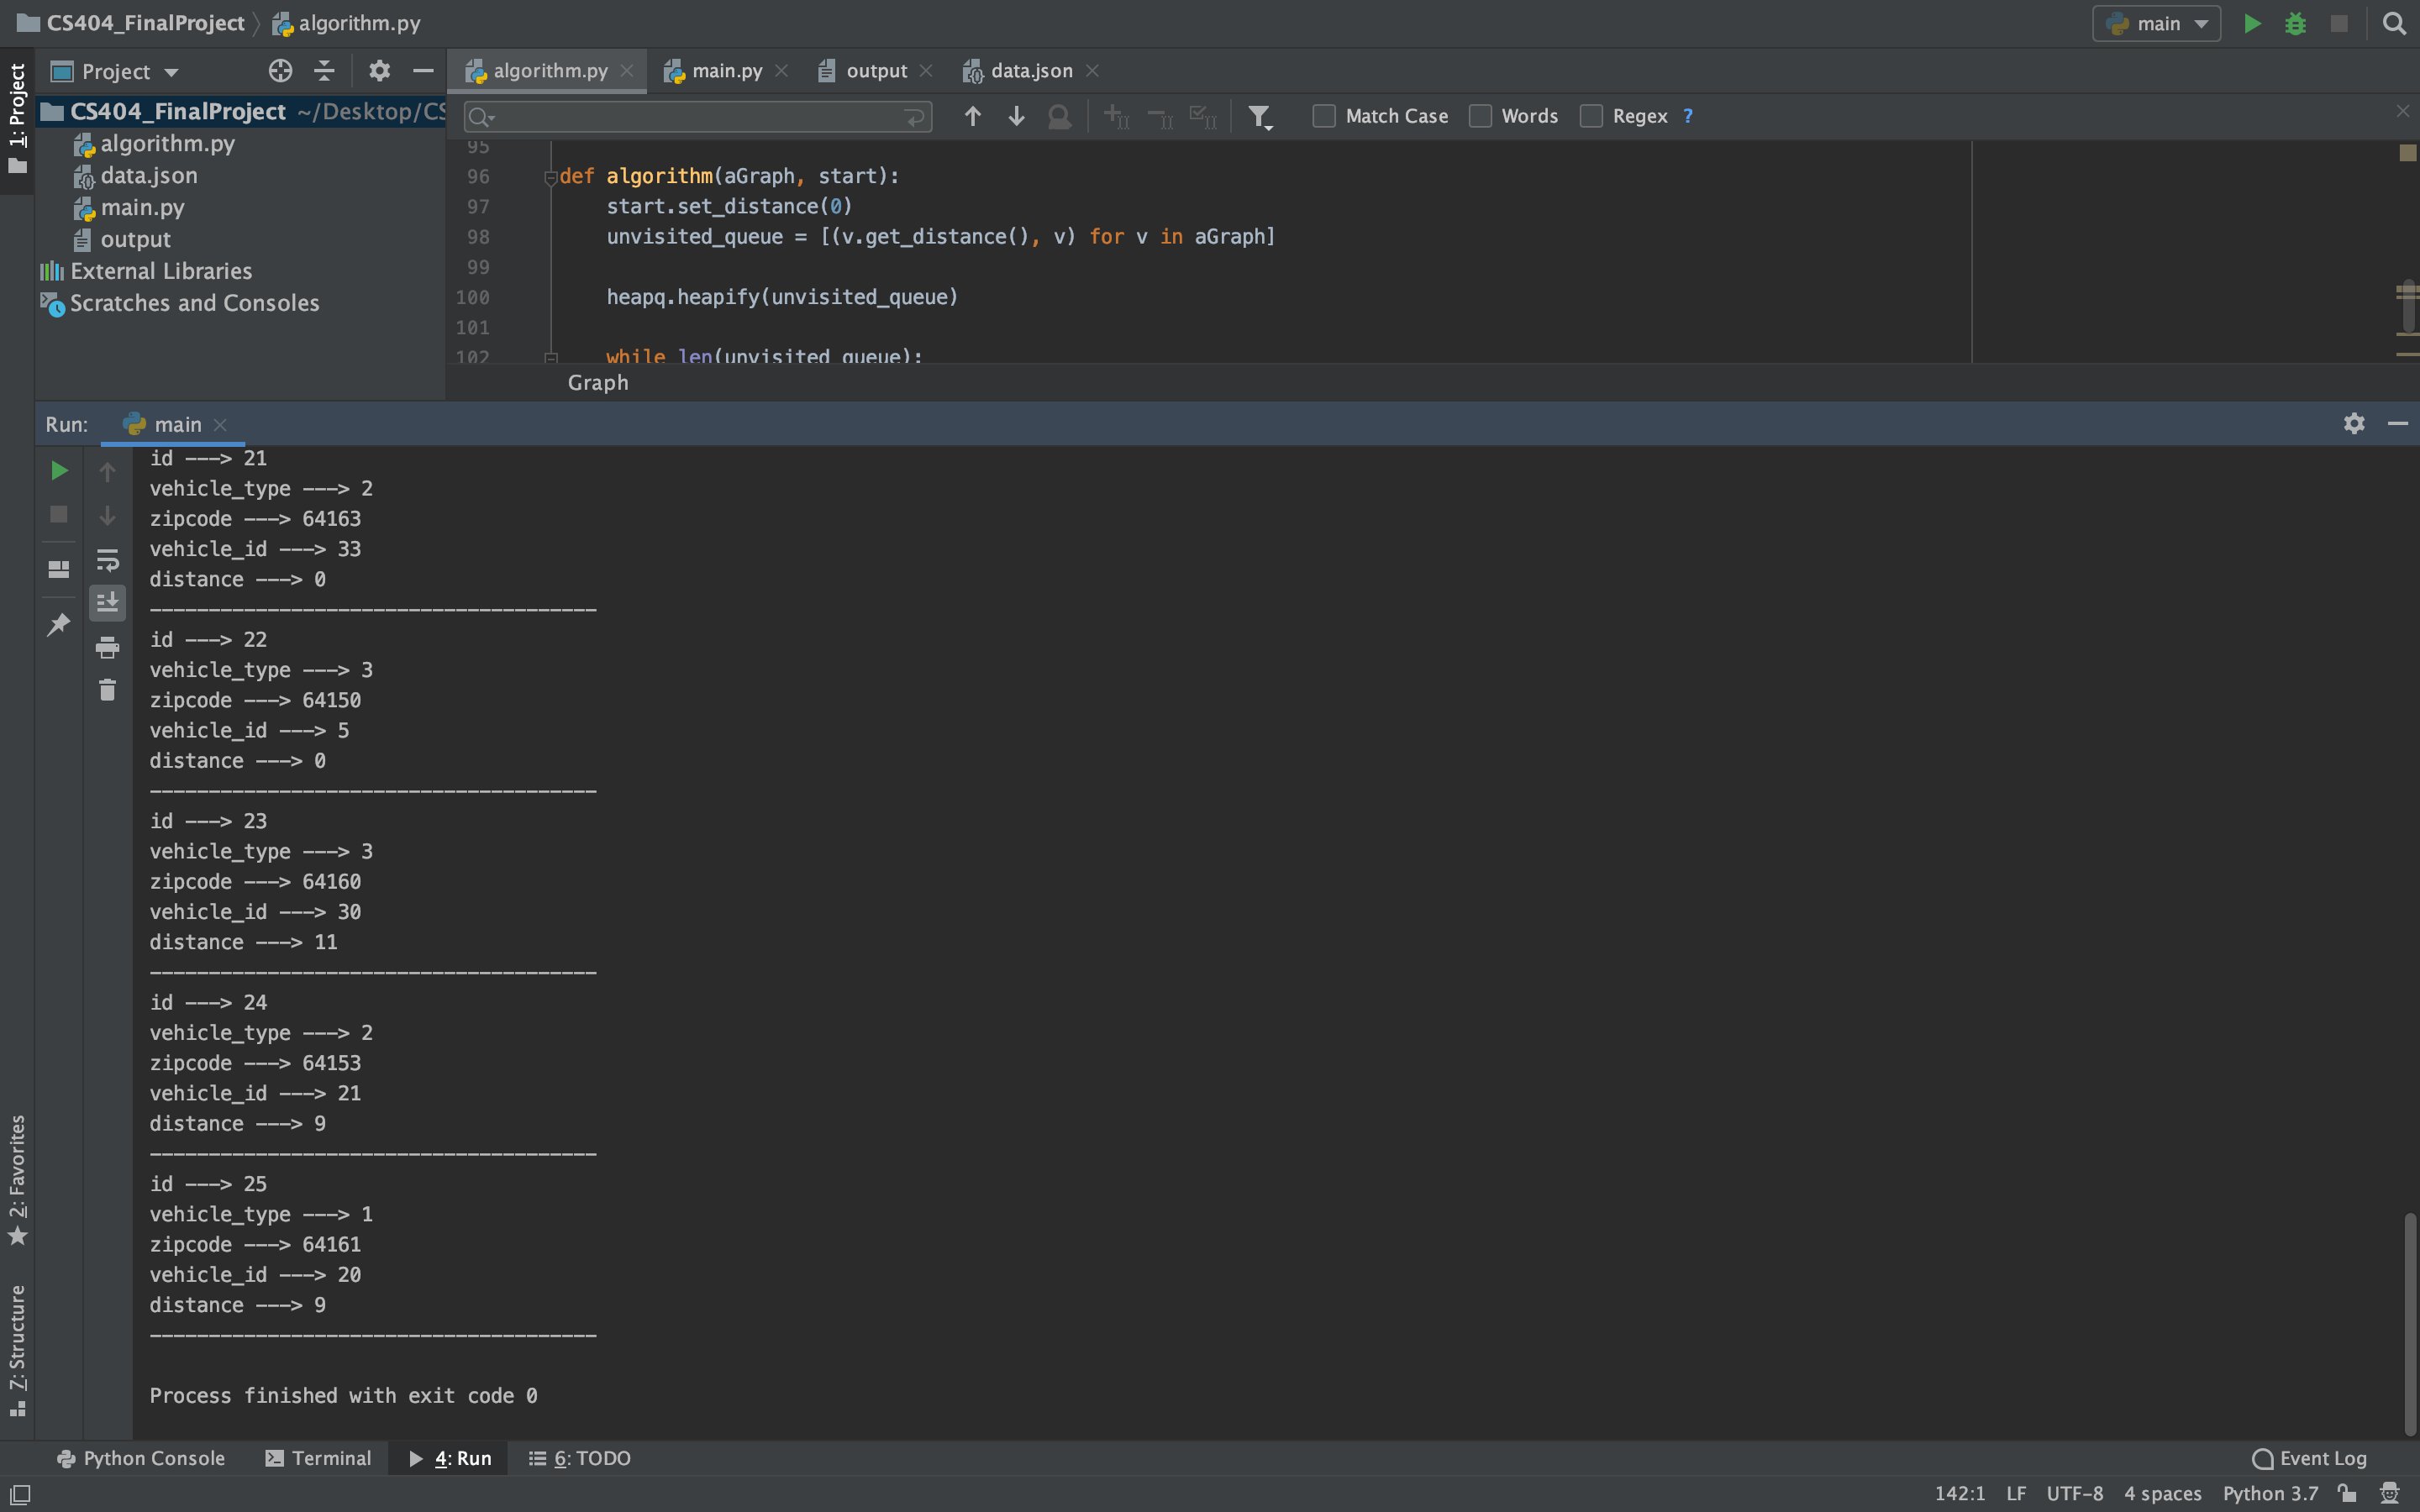 CS404_FinalProject algorithm.py main
1: Project
Project algorithm.py main.py output data.json
CS404_FinalProject ~/Desktop/CS
algorithm.py
data.json
main.py
output
External Libraries
Scratches and Consoles
Match Case Words Regex ?
95
96 def algorithm(aGraph, start):
97 start.set_distance(0)
98 unvisited_queue = [(v.get_distance(), v) for v in aGraph]
99
100 heapq.heapify(unvisited_queue)
101
102 while len(unvisited_queue):
Graph
Run: main
id ---> 21
vehicle_type ---> 2
zipcode ---> 64163
vehicle_id ---> 33
distance ---> 0
--------------------------------------
id ---> 22
vehicle_type ---> 3
zipcode ---> 64150
vehicle_id ---> 5
distance ---> 0
--------------------------------------
id ---> 23
vehicle_type ---> 3
zipcode ---> 64160
vehicle_id ---> 30
distance ---> 11
--------------------------------------
id ---> 24
vehicle_type ---> 2
zipcode ---> 64153
vehicle_id ---> 21
distance ---> 9
--------------------------------------
id ---> 25
vehicle_type ---> 1
zipcode ---> 64161
vehicle_id ---> 20
distance ---> 9
--------------------------------------
Process finished with exit code 0
2: Favorites
7: Structure
Python Console Terminal 4: Run 6: TODO Event Log
142:1 LF UTF-8 4 spaces Python 3.7